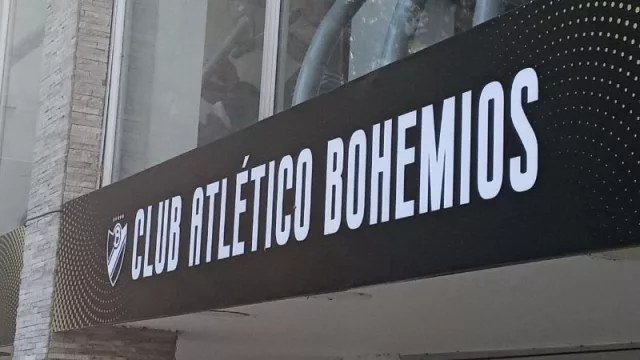 CLUB ATLÉTICO BOHEMIOS